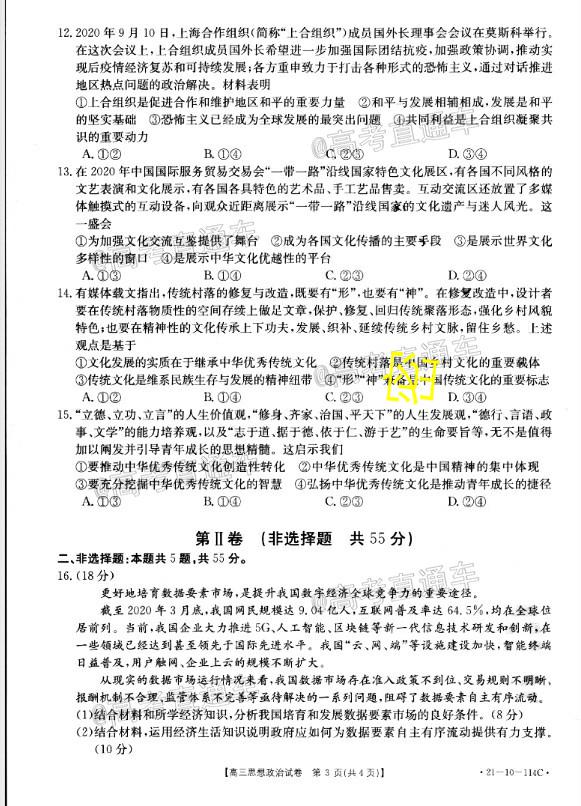 12. 2020 年 9 月 10 日,上海合作组织(简称“上合组织”)成员国外长理事会会议在莫斯科举行。
在这次会议上,上合组织成员国外长希望进一步加强国际团结抗疫,加强政策协调,推动实
现后疫情经济复苏和可持续发展;各方重申致力于打击各种形式的恐怖主义,通过对话推进
地区热点问题的政治解决。材料表明
①上合组织是促进合作和维护地区和平的重要力量 ②和平与发展相辅相成,发展是和平
的坚实基础 ③恐怖主义已经成为全球发展的最突出问题 ④共同利益是上合组织凝聚共
识的重要动力
A. ①② B. ①④ C. ②③ D. ③④
13. 在 2020 年中国国际服务贸易交易会“一带一路”沿线国家特色文化展区,有各国不同风格的
文艺表演和文化展示,有各国各具特色的艺术品、手工艺品售卖。互动交流区还放置了多媒
体触摸式的互动设备,向观众近距离展示“一带一路”沿线国家的文化遗产与迷人风光。这
一盛会
①为加强文化交流互鉴提供了舞台 ②成为各国文化传播的主要手段 ③是展示世界文化
多样性的窗口 ④是展示中华文化优越性的平台
A. ①③ B. ①④ C. ②③ D. ②④
14. 有媒体载文指出,传统村落的修复与改造,既要有“形”,也要有“神”。在修复改造中,设计者
要在传统村落物质性的空间存续上做足文章,保护、修复、回归传统聚落形态,强化乡村风貌
特色;也要在精神性的文化传承上下功夫,发展、织补、延续传统乡村文脉,留住乡愁。上述
观点是基于
①文化发展的实质在于继承中华优秀传统文化 ②传统村落是中国乡村文化的重要载体
③传统文化是维系民族生存与发展的精神纽带 ④“形”“神”兼备是中国传统文化的重要标志
A. ①② B. ①④ C. ②③ D. ③④
15. “立德、立功、立言”的人生价值观,“修身、齐家、治国、平天下”的人生发展观,“德行、言语、政
事、文学”的能力培养观,以及“志于道、据于德、依于仁、游于艺”的生命要旨等,无不是值得
加以阐发并引导青年成长的思想精髓。这启示我们
①要推动中华优秀传统文化创造性转化 ②中华优秀传统文化是中国精神的集中体现
③要充分挖掘中华优秀传统文化的智慧 ④弘扬中华优秀传统文化是推动青年成长的捷径
A. ①③ B. ①④ C. ②③ D. ②④
第Ⅱ卷 (非选择题 共 55 分)
二、非选择题:本题共 5 题,共 55 分。
16. (18 分)
更好地培育数据要素市场,是提升我国数字经济全球竞争力的关键一步。
截至 2020 年 3 月底,我国网民规模达 9.04 亿人,互联网普及率达 64.5%,均在全球位
居前列。当前,我国企业大力推进 5G、人工智能、区块链等新一代信息技术研发和创新,在
一些领域已经达到甚至领先于国际先进水平。我国“云、网、端”等设施建设加快,智能终端
日益普及,用户触网、企业上云的规模不断扩大。
从现实的数据市场运行情况来看,我国数据市场存在准入政策不到位、交易规则不明晰、
报酬机制不合理、监管体系不完善等亟待解决的一系列问题,阻碍了数据要素自主有序流动。
(1)结合材料和所学经济知识,分析我国培育和发展数据要素市场的良好条件。(8 分)
(2)结合材料,运用经济生活知识说明政府应如何为数据要素自主有序流动提供有力支撑。
(10 分)
【高三思想政治试卷 第 3 页(共 4 页)】 ·21-10-114C·
@高考直通车
@高考直通车
@高考直通车
@高考直通车